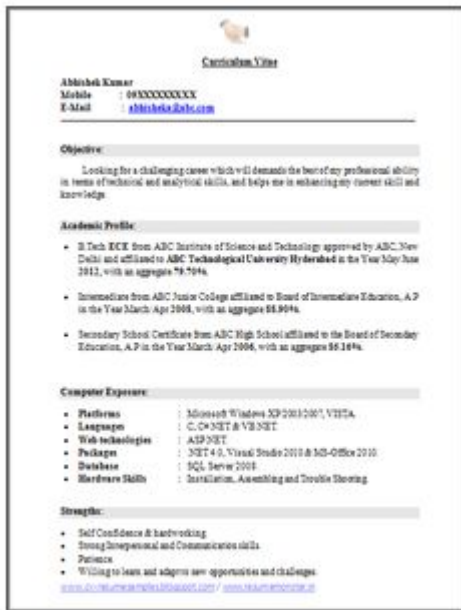 Curriculum Vitae
Abhishek Kumar
Mobile : 09XXXXXXXXX
E-Mail : abhisheka@abc.com
Objective:
Looking for a challenging career which will demands the best of my professional ability
in terms of technical and analytical skills, and helps me in enhancing my current skill and
knowledge.
Academic Profile:
• B.Tech ECE from ABC Institute of Science and Technology approved by ABC, New
Delhi and affiliated to ABC Technological University Hyderabad in the Year May June
2012, with an aggregate 79.70%.
• Intermediate from ABC Junior College affiliated to Board of Intermediate Education, A.P
in the Year March/Apr 2008, with an aggregate
• Secondary School Certificate from ABC High School affiliated to the Board of Secondary
Education, A.P in the Year March/Apr 2006, with an aggregate
Computer Exposure:
• Platforms : Microsoft Windows XP/2003/2007, VISTA.
• Languages : C, C#.NET & VB.NET.
• Web technologies : ASP.NET.
• Packages : .NET 4.0, Visual Studio 2010 & MS-Office 2010.
• Database : SQL Server 2008.
• Hardware Skills : Installation, Assembling and Trouble Shooting.
Strengths:
• Self Confidence & hardworking.
• Strong Interpersonal and Communication skills.
• Patience.
• Willing to learn and adapt to new opportunities and challenges.